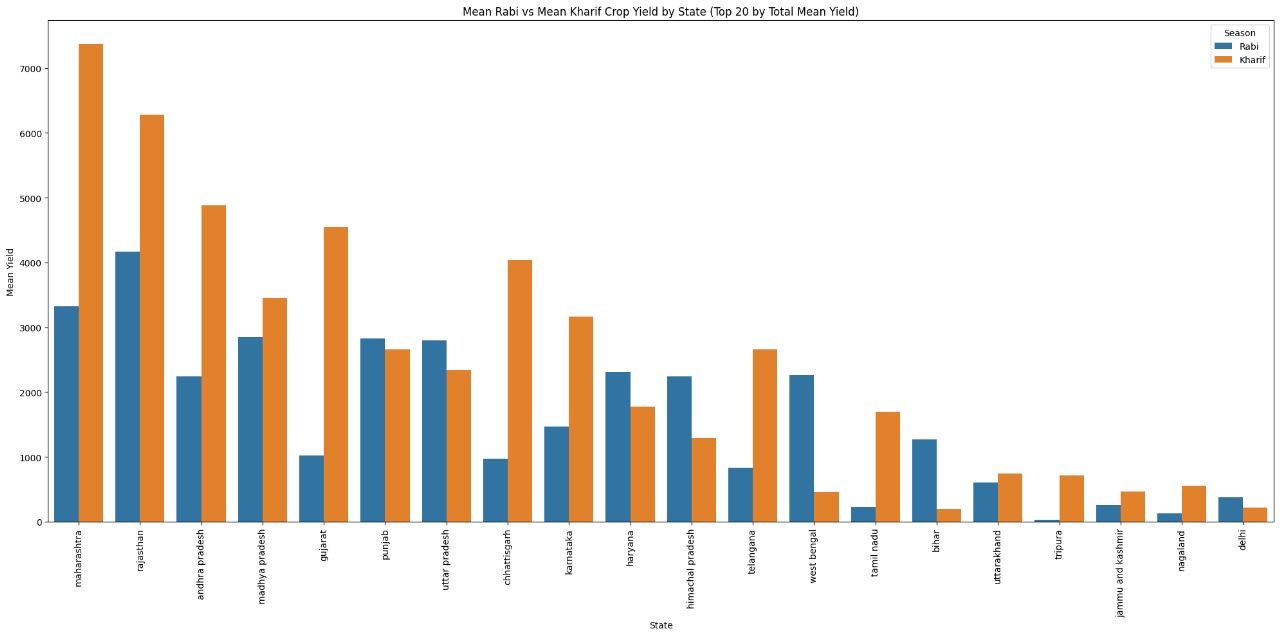 Mean Rabi vs Mean Kharif Crop Yield by State (Top 20 by Total Mean Yield)
Season
Rabi
Kharif
Mean Yield
7000
6000
5000
4000
3000
2000
1000
0
maharashtra
rajasthan
andhra pradesh
madhya pradesh
gujarat
punjab
uttar pradesh
chhattisgarh
karnataka
haryana
himachal pradesh
telangana
west bengal
tamil nadu
bihar
uttarakhand
tripura
jammu and kashmir
nagaland
delhi
State